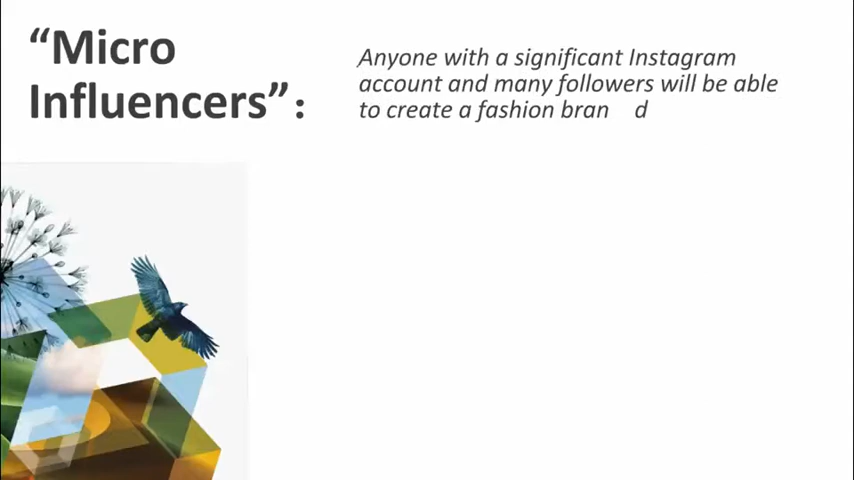 “Micro
Influencers”：
Anyone with a significant Instagram
account and many followers will be able
to create a fashion bran d